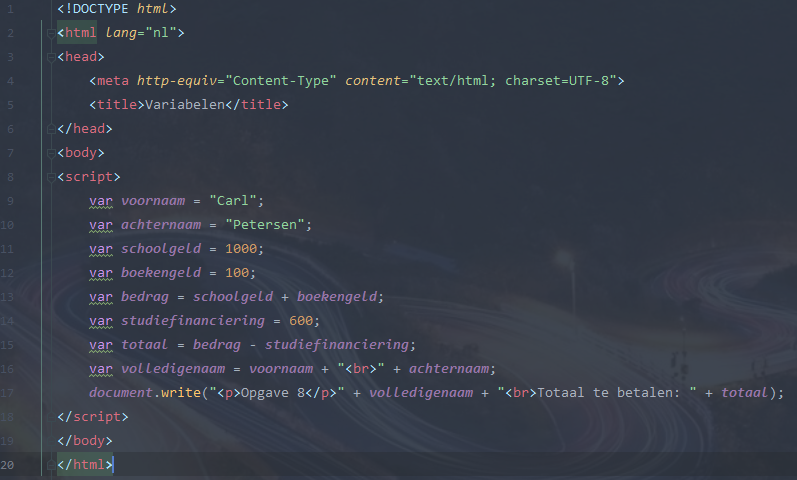 1 <!DOCTYPE html>
2 <html lang="nl">
3 <head>
4     <meta http-equiv="Content-Type" content="text/html; charset=UTF-8">
5     <title>Variabelen</title>
6 </head>
7 <body>
8 <script>
9     var voornaam = "Carl";
10     var achternaam = "Petersen";
11     var schoolgeld = 1000;
12     var boekengeld = 100;
13     var bedrag = schoolgeld + boekengeld;
14     var studiefinanciering = 600;
15     var totaal = bedrag - studiefinanciering;
16     var volledigenaam = voornaam + "<br>" + achternaam;
17     document.write("<p>Opgave 8</p>" + volledigenaam + "<br>Totaal te betalen: " + totaal);
18 </script>
19 </body>
20 </html>